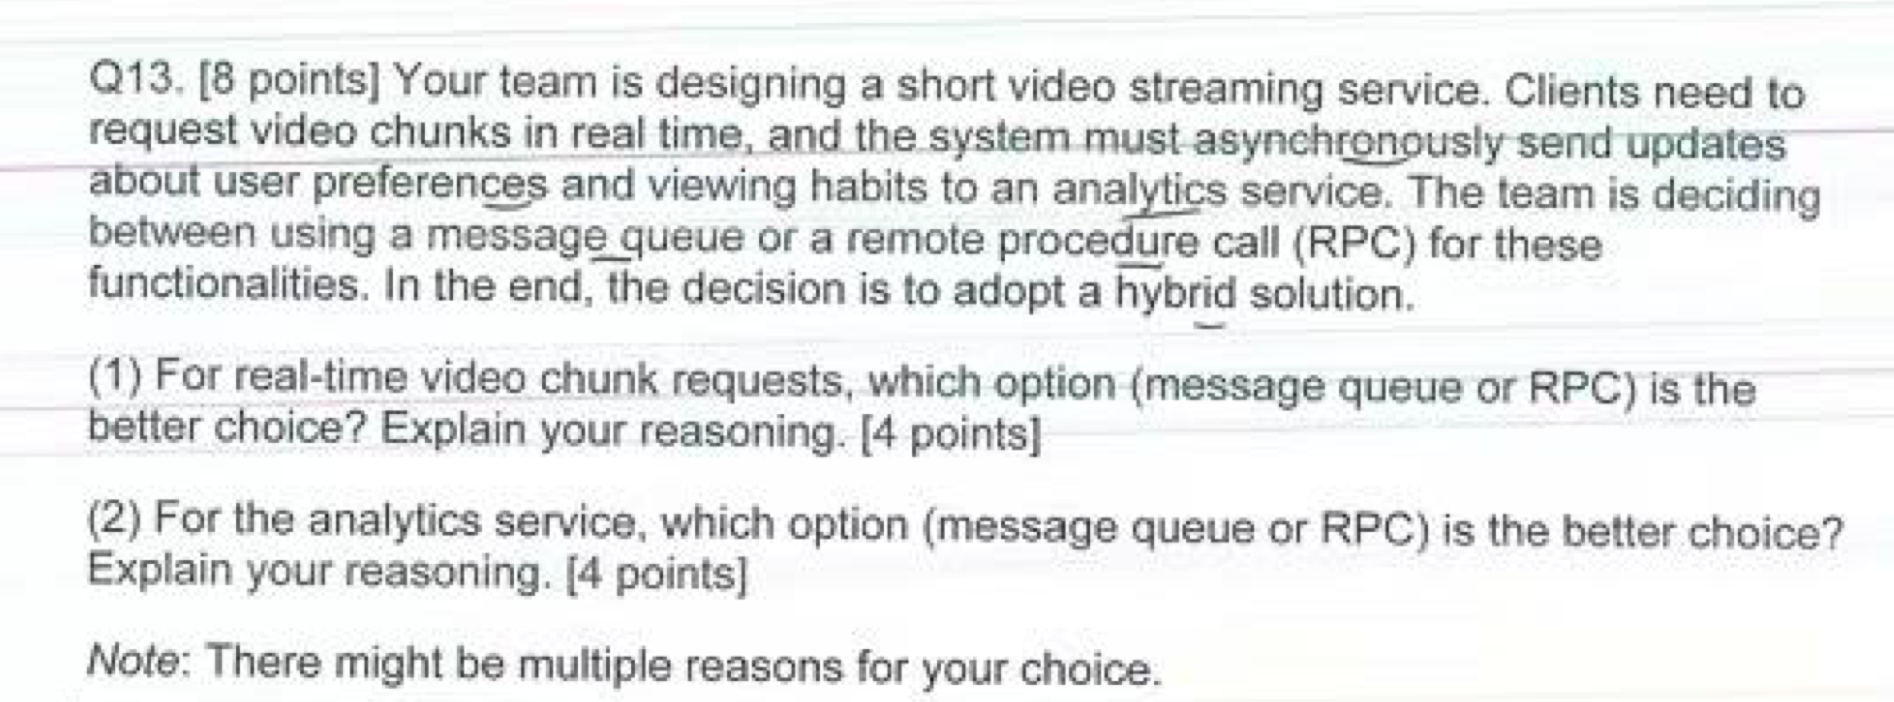 Q13. [8 points] Your team is designing a short video streaming service. Clients need to
request video chunks in real time, and the system must asynchronously send updates
about user preferences and viewing habits to an analytics service. The team is deciding
between using a message queue or a remote procedure call (RPC) for these
functionalities. In the end, the decision is to adopt a hybrid solution.
(1) For real-time video chunk requests, which option (message queue or RPC) is the
better choice? Explain your reasoning. [4 points]
(2) For the analytics service, which option (message queue or RPC) is the better choice?
Explain your reasoning. [4 points]
Note: There might be multiple reasons for your choice.